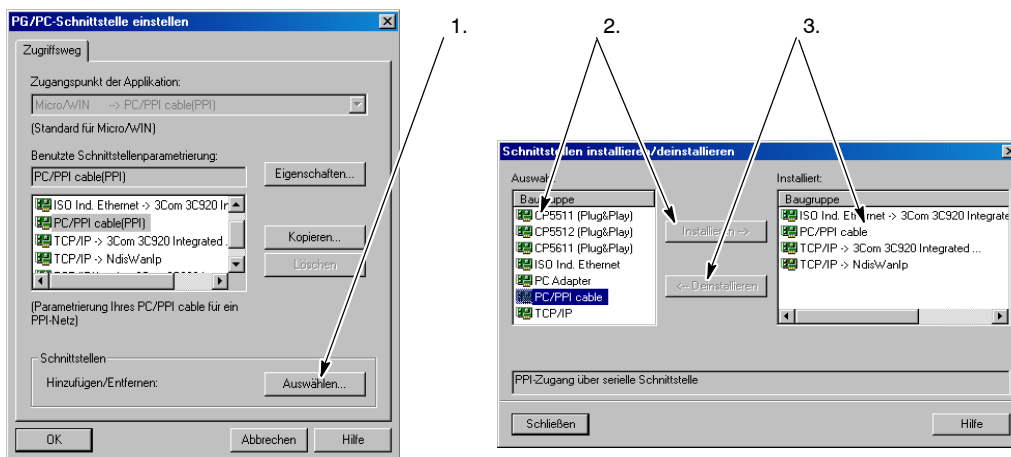 PG/PC-Schnittstelle einstellen
Zugriffsweg
Zugangspunkt der Applikation:
Micro/WIN --> PC/PPI cable(PPI)
(Standard für Micro/WIN)
Benutzte Schnittstellenparametrierung:
PC/PPI cable(PPI)
Eigenschaften...
ISO Ind. Ethernet -> 3Com 3C920 In
PC/PPI cable(PPI)
TCP/IP -> 3Com 3C920 Integrated .
TCP/IP -> NdisWanIp
Kopieren...
Löschen
(Parametrierung Ihres PC/PPI cable für ein
PPI-Netz)
Schnittstellen
Hinzufügen/Entfernen:
Auswählen...
OK
Abbrechen
Hilfe
1.
2.
3.
Schnittstellen installieren/deinstallieren
Auswahl:
Baugruppe
CP5511 (Plug&Play)
CP5512 (Plug&Play)
CP5611 (Plug&Play)
ISO Ind. Ethernet
PC Adapter
PC/PPI cable
TCP/IP
Installieren -->
<-- Deinstallieren
Installiert:
Baugruppe
ISO Ind. Ethernet -> 3Com 3C920 Integrate
PC/PPI cable
TCP/IP -> 3Com 3C920 Integrated ...
TCP/IP -> NdisWanIp
PPI-Zugang über serielle Schnittstelle
Schließen
Hilfe